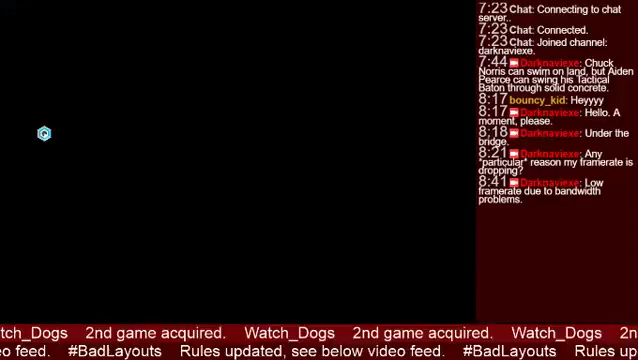 7:23 Chat: Connecting to chat
server..
7:23 Chat: Connected.
7:23 Chat: Joined channel:
darknaviexe.
7:44 Darknaviexe: Chuck
Norris can swim on land, but Aiden
Pearce can swing his Tactical
Baton through solid concrete.
8:17 bouncy_kid: Heyyyy
8:17 Darknaviexe: Hello. A
moment, please.
8:18 Darknaviexe: Under the
bridge.
8:21 Darknaviexe: Any
*particular* reason my framerate is
dropping?
8:41 Darknaviexe: Low
framerate due to bandwidth
problems.
tch_Dogs 2nd game acquired. Watch_Dogs 2nd game acquired. Watch_Dogs 2n
eo feed. #BadLayouts Rules updated, see below video feed. #BadLayouts Rules up